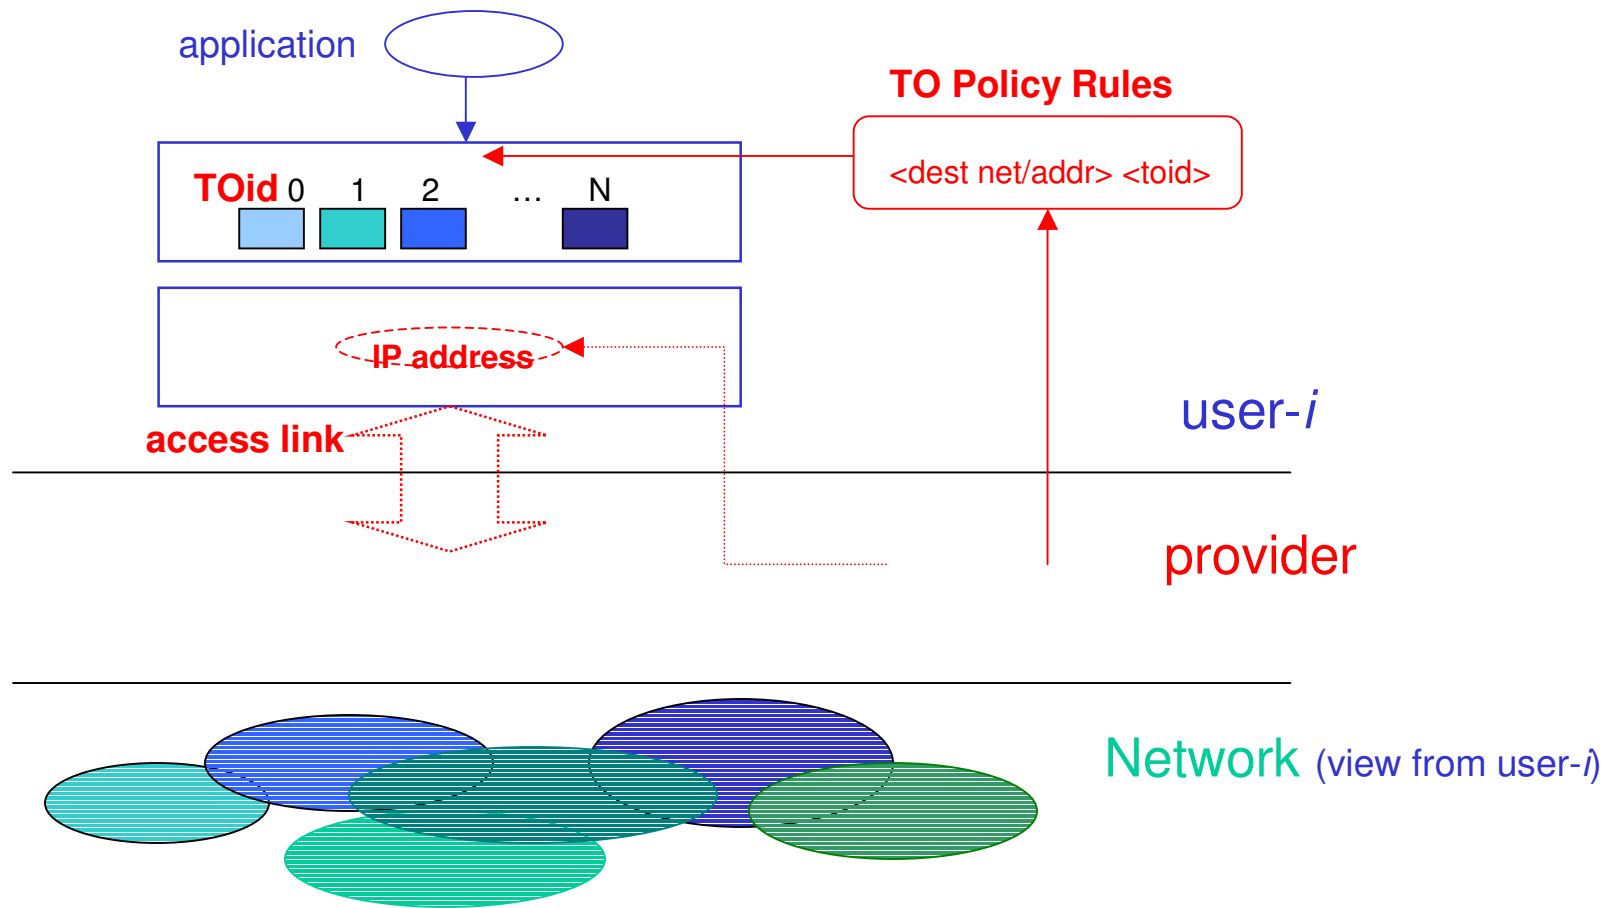 application
TO Policy Rules
<dest net/addr> <toid>
TOid 0 1 2 … N
IP address
user-i
access link
provider
Network (view from user-i)